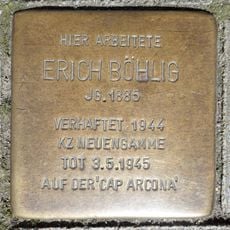 HIER ARBEITETE
ERICH BÖHLIG
JG. 1885
VERHAFTET 1944
KZ NEUENGAMME
TOT 3.5.1945
AUF DER 'CAP ARCONA'